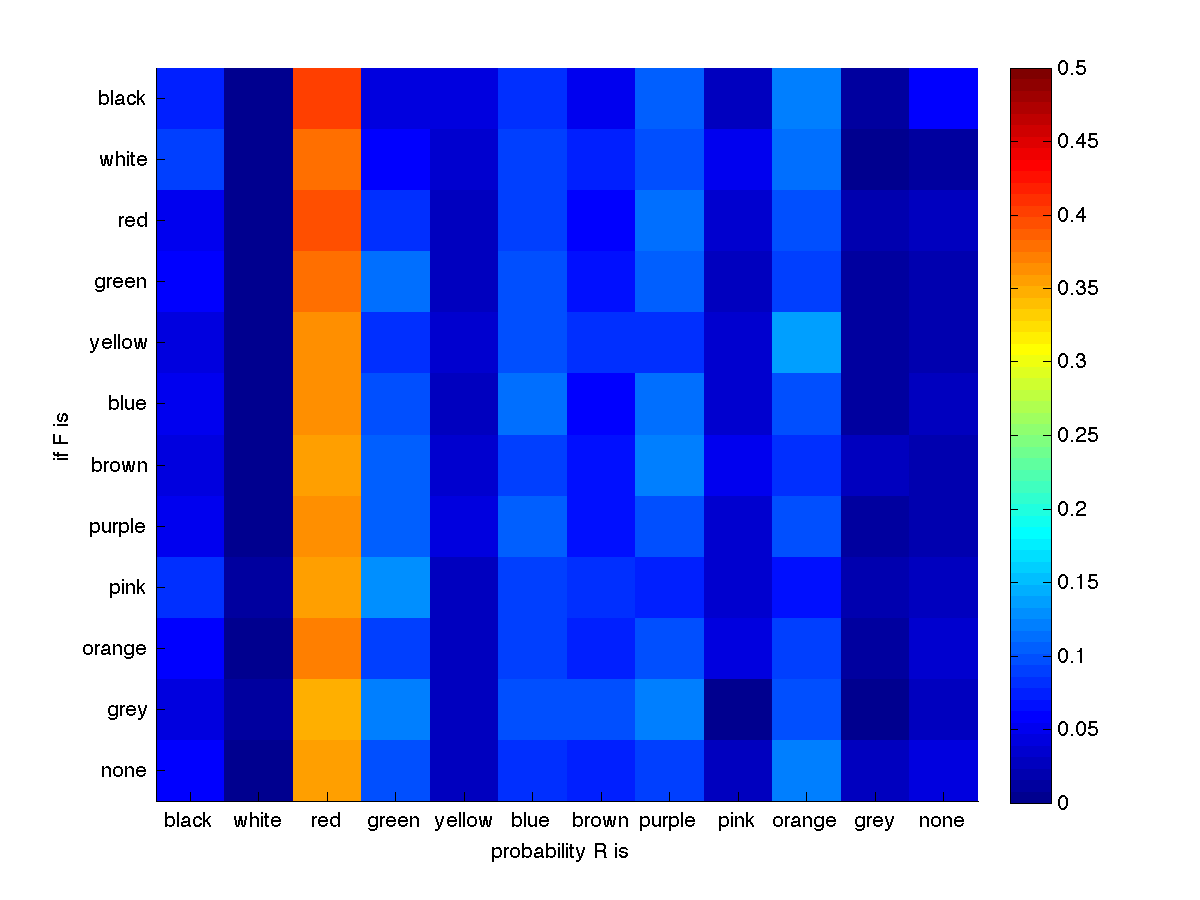 black
white
red
green
yellow
blue
brown
purple
pink
orange
grey
none
if F is
black white red green yellow blue brown purple pink orange grey none
probability R is
0.5
0.45
0.4
0.35
0.3
0.25
0.2
0.15
0.1
0.05
0